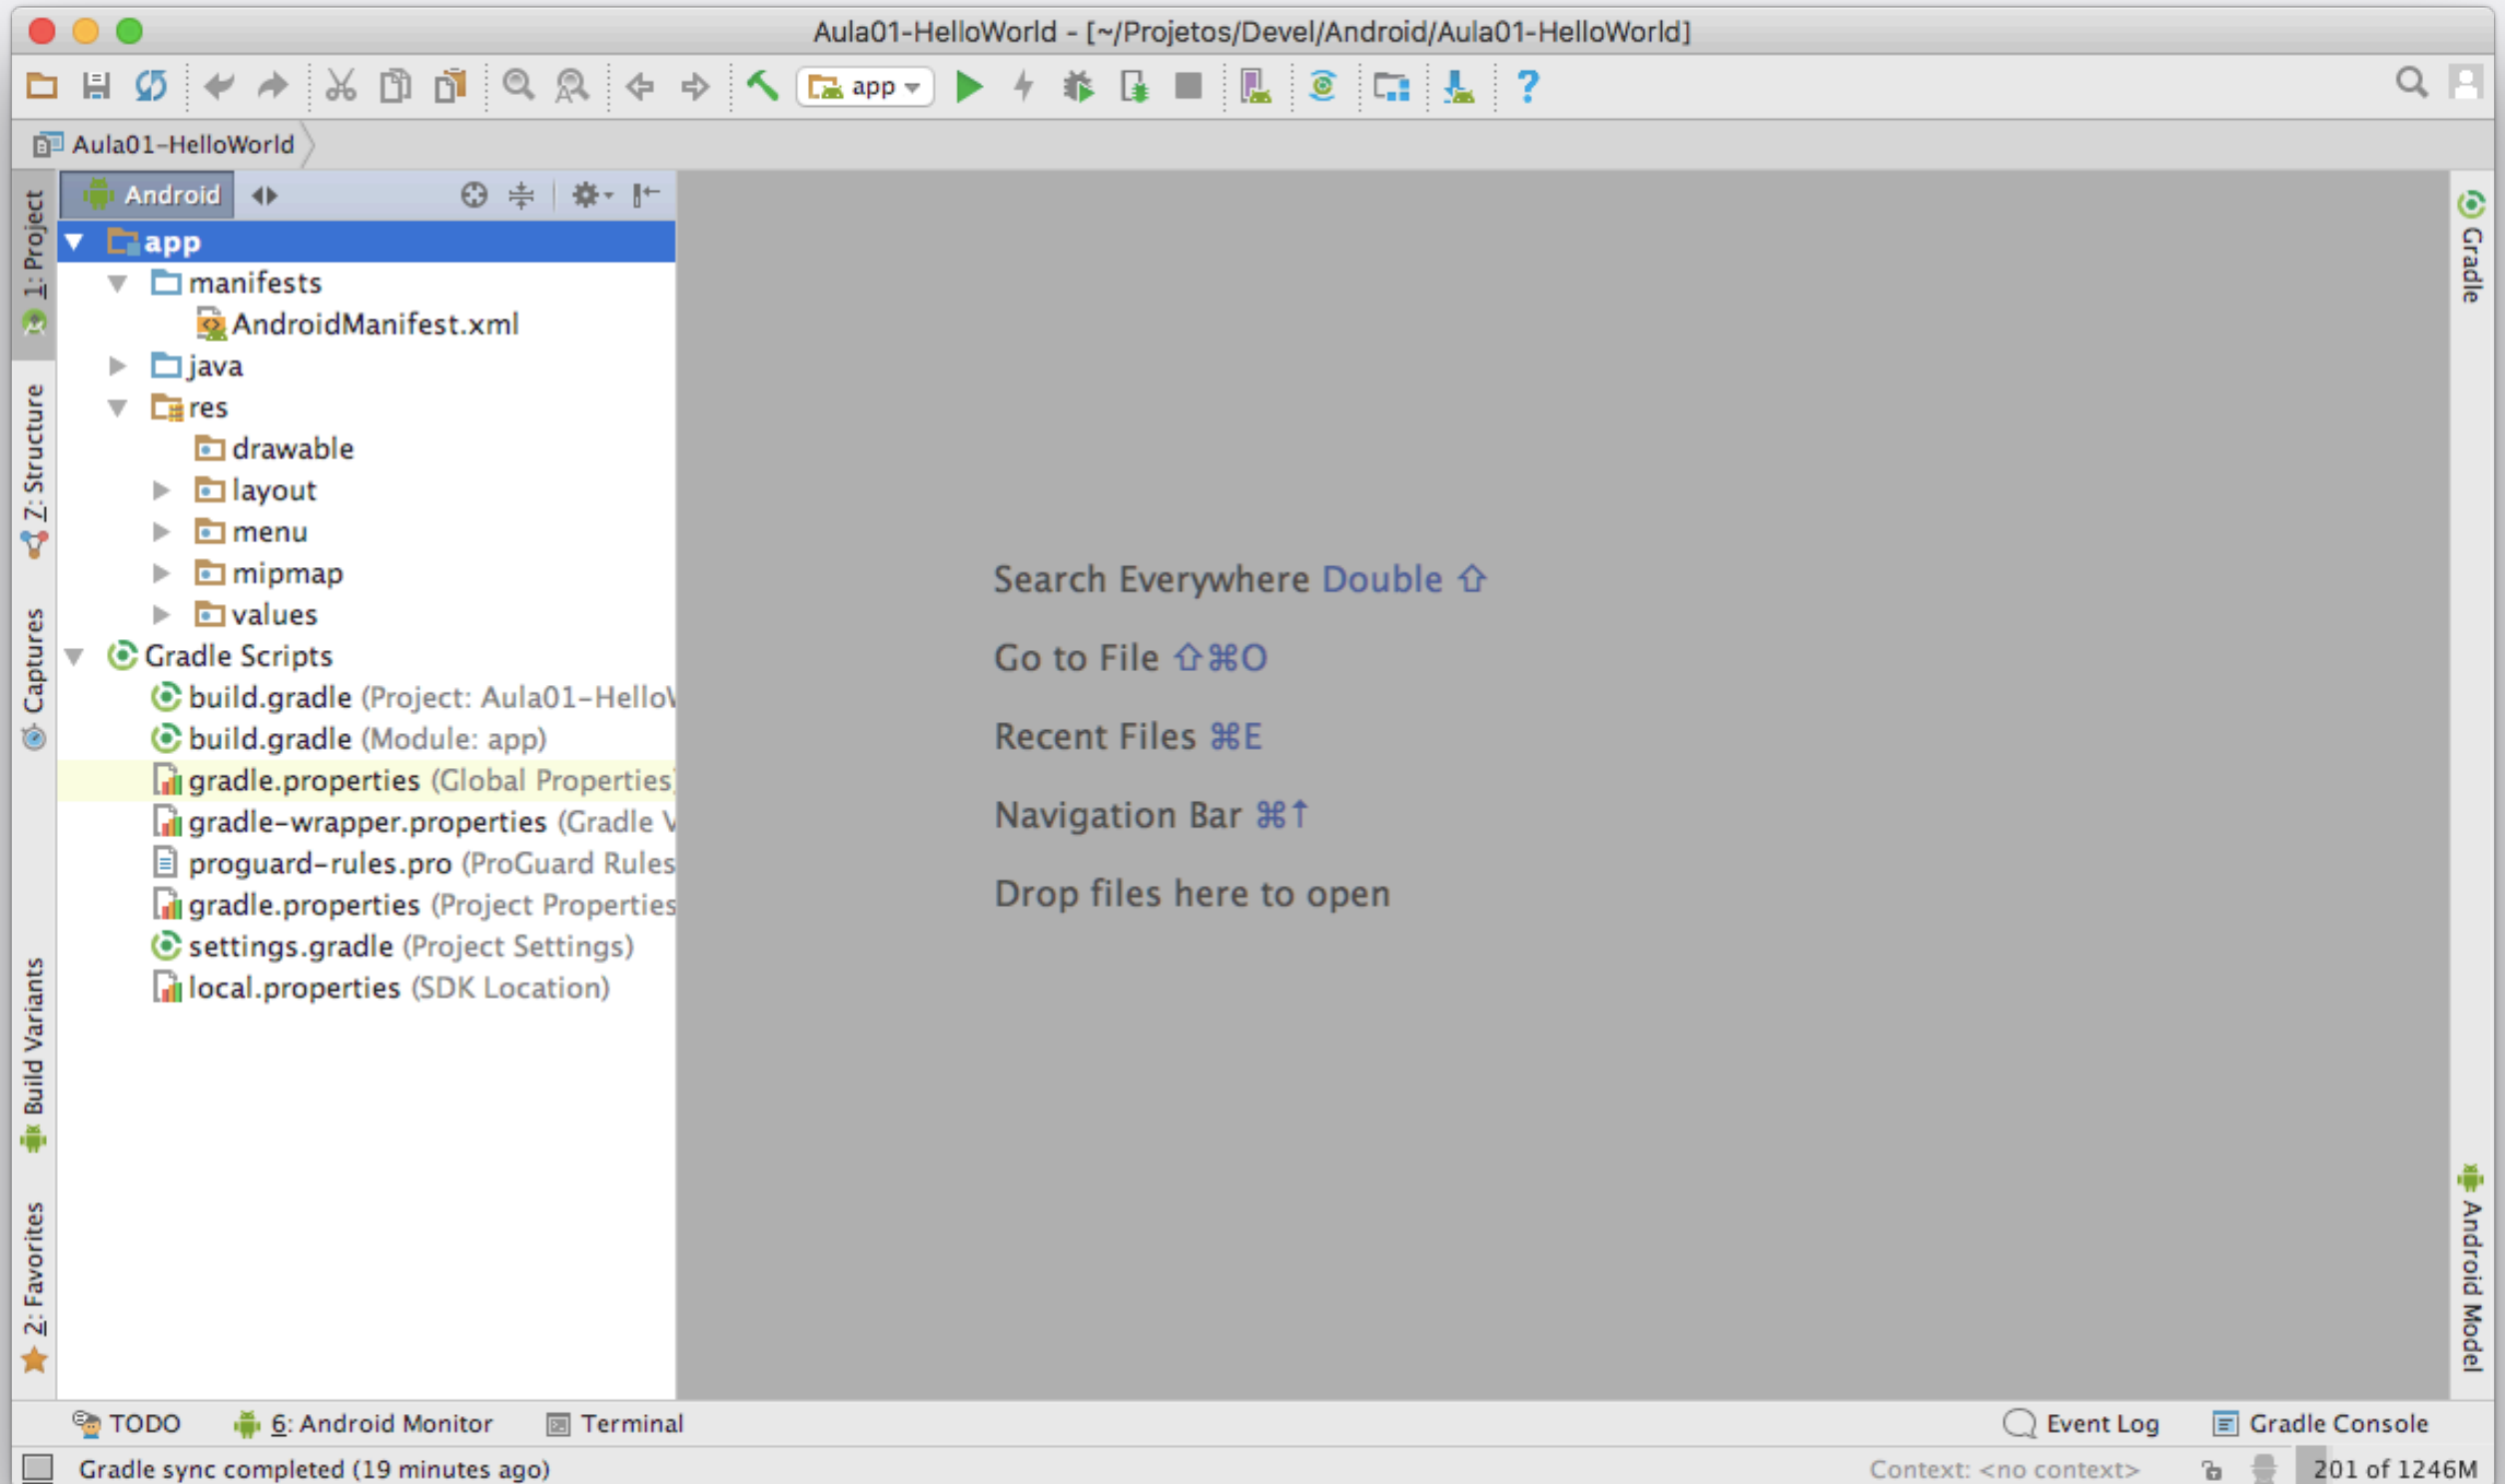 Aula01-HelloWorld - [~/Projetos/Devel/Android/Aula01-HelloWorld]
app
Aula01-HelloWorld
1: Project
7: Structure
Captures
Build Variants
2: Favorites
Android
app
manifests
AndroidManifest.xml
java
res
drawable
layout
menu
mipmap
values
Gradle Scripts
build.gradle (Project: Aula01-Hello
build.gradle (Module: app)
gradle.properties (Global Properties)
gradle-wrapper.properties (Gradle
proguard-rules.pro (ProGuard Rules
gradle.properties (Project Properties
settings.gradle (Project Settings)
local.properties (SDK Location)
Search Everywhere Double ⇧
Go to File ⇧⌘O
Recent Files ⌘E
Navigation Bar ⌘↑
Drop files here to open
Gradle
Android Model
TODO 6: Android Monitor Terminal Event Log Gradle Console
Gradle sync completed (19 minutes ago) Context: <no context> 201 of 1246M